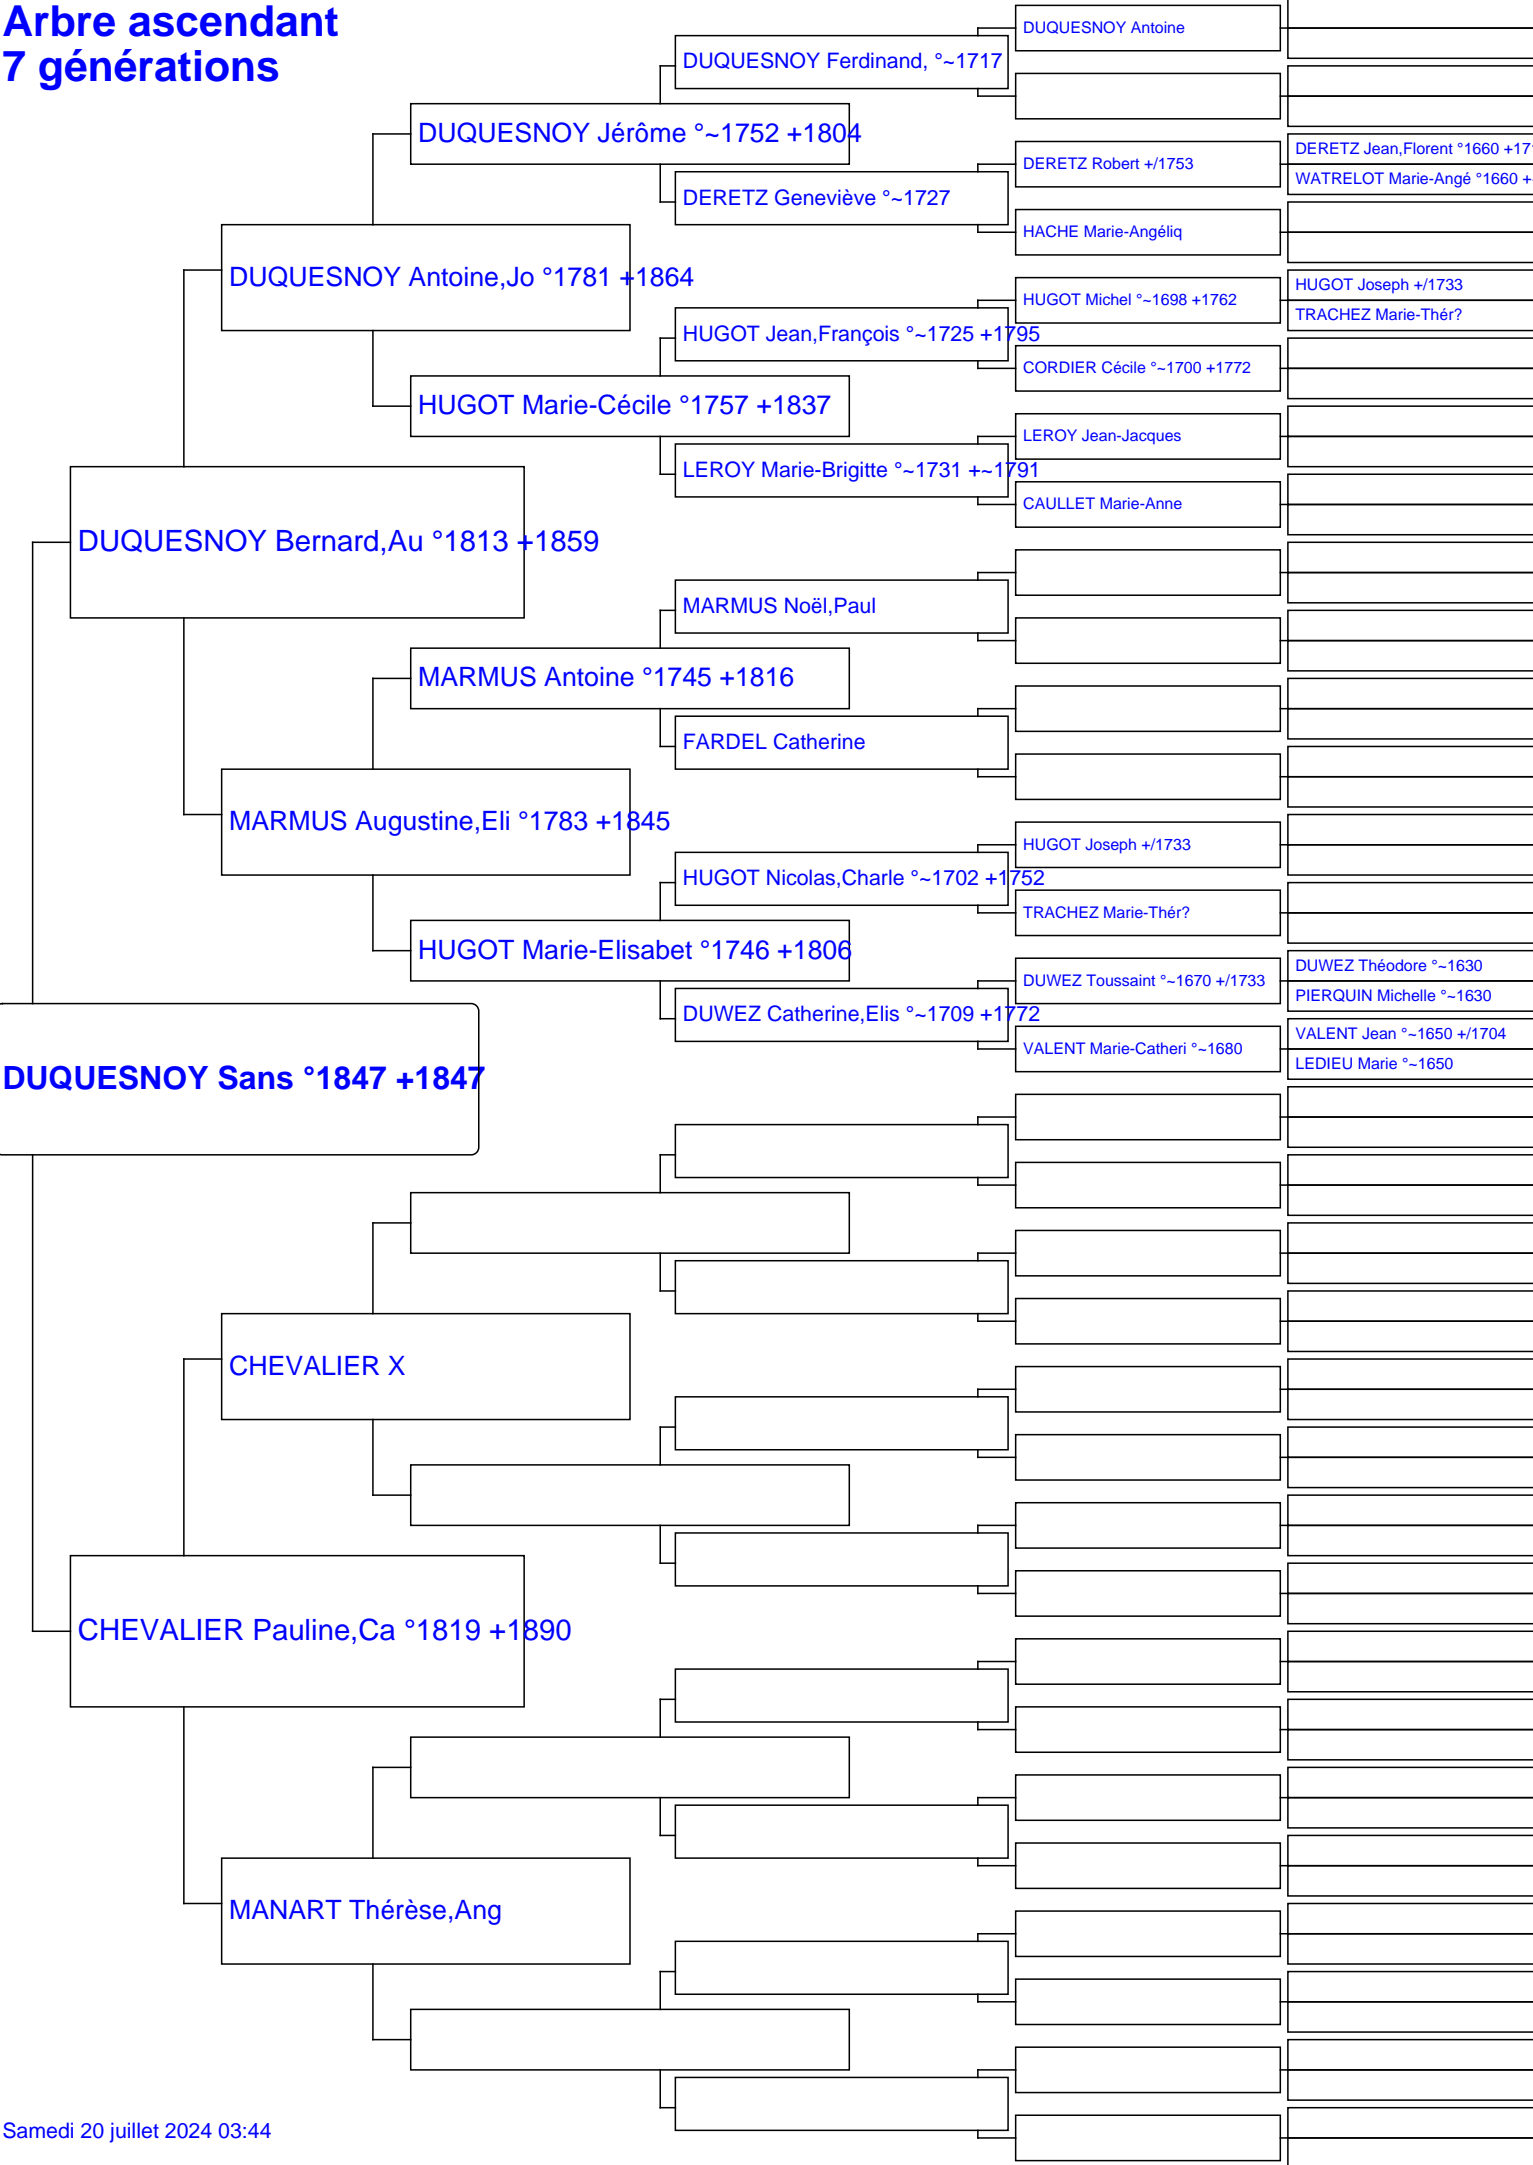 Arbre ascendant
7 générations
DUQUESNOY Antoine
DUQUESNOY Ferdinand, °~1717
DUQUESNOY Jérôme °~1752 +1804
DERETZ Jean,Florent °1660 +17
DERETZ Robert +/1753
WATRELOT Marie-Angé °1660 +
DERETZ Geneviève °~1727
HACHE Marie-Angéliq
DUQUESNOY Antoine,Jo °1781 +1864
HUGOT Joseph +/1733
HUGOT Michel °~1698 +1762
TRACHEZ Marie-Thér?
HUGOT Jean,François °~1725 +1795
CORDIER Cécile °~1700 +1772
HUGOT Marie-Cécile °1757 +1837
LEROY Jean-Jacques
LEROY Marie-Brigitte °~1731 +~1791
CAULLET Marie-Anne
DUQUESNOY Bernard,Au °1813 +1859
MARMUS Noël,Paul
MARMUS Antoine °1745 +1816
FARDEL Catherine
MARMUS Augustine,Eli °1783 +1845
HUGOT Joseph +/1733
HUGOT Nicolas,Charle °~1702 +1752
TRACHEZ Marie-Thér?
HUGOT Marie-Elisabet °1746 +1806
DUWEZ Théodore °~1630
DUWEZ Toussaint °~1670 +/1733
PIERQUIN Michelle °~1630
DUWEZ Catherine,Elis °~1709 +1772
VALENT Jean °~1650 +/1704
VALENT Marie-Catheri °~1680
LEDIEU Marie °~1650
DUQUESNOY Sans °1847 +1847
CHEVALIER X
CHEVALIER Pauline,Ca °1819 +1890
MANART Thérèse,Ang
Samedi 20 juillet 2024 03:44